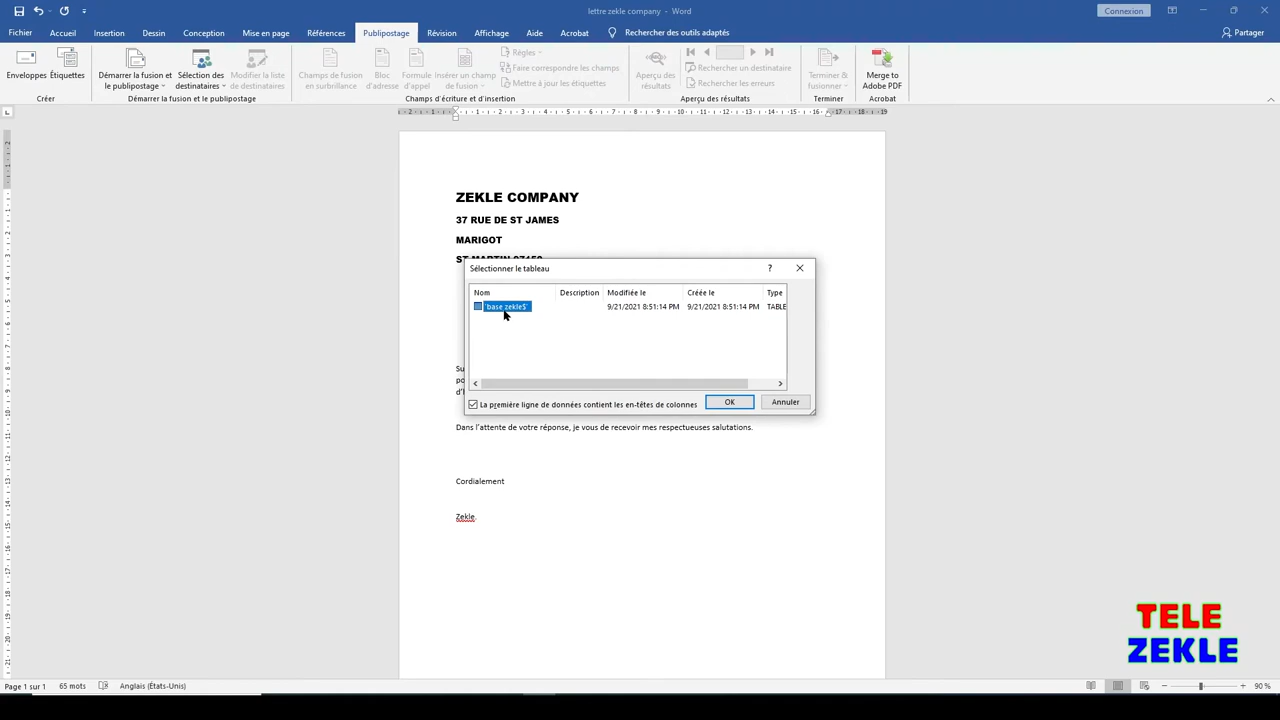 lettre zekle company - Word
Connexion
Fichier Accueil Insertion Dessin Conception Mise en page Références Publipostage Révision Affichage Aide Acrobat Rechercher des outils adaptés Partager
Enveloppes Étiquettes
Démarrer la fusion et le publipostage
Sélection des destinataires
Modifier la liste de destinataires
Champs de fusion en surbrillance
Bloc d'adresse
Formule d'appel
Insérer un champ de fusion
Règles
Faire correspondre les champs
Mettre à jour les étiquettes
Aperçu des résultats
Rechercher un destinataire
Rechercher les erreurs
Terminer & fusionner
Merge to Adobe PDF
Créer Démarrer la fusion et le publipostage Champs d'écriture et d'insertion Aperçu des résultats Terminer Acrobat
ZEKLE COMPANY
37 RUE DE ST JAMES
MARIGOT
ST MARTIN 97150
Sélectionner le tableau ?
Nom Description Modifiée le Créée le Type
'base zekle$' 9/21/2021 8:51:14 PM 9/21/2021 8:51:14 PM TABLE
La première ligne de données contient les en-têtes de colonnes OK Annuler
Su
po
d'l
Dans l'attente de votre réponse, je vous de recevoir mes respectueuses salutations.
Cordialement
Zekle.
TELE
ZEKLE
Page 1 sur 1 65 mots Anglais (États-Unis) 90 %